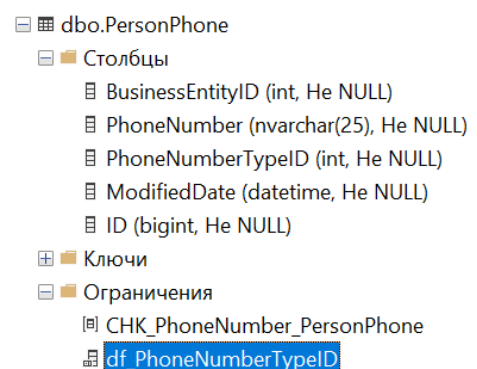 dbo.PersonPhone
Столбцы
BusinessEntityID (int, Не NULL)
PhoneNumber (nvarchar(25), Не NULL)
PhoneNumberTypeID (int, Не NULL)
ModifiedDate (datetime, Не NULL)
ID (bigint, Не NULL)
Ключи
Ограничения
CHK_PhoneNumber_PersonPhone
df_PhoneNumberTypeID